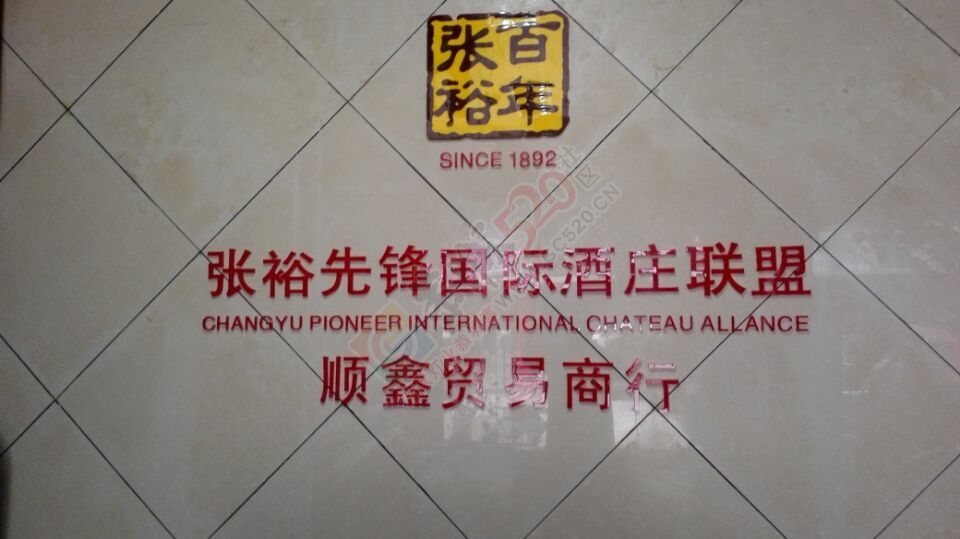 百年
张裕
SINCE 1892
张裕先锋国际酒庄联盟
CHANGYU PIONEER INTERNATIONAL CHATEAU ALLANCE
顺鑫贸易商行